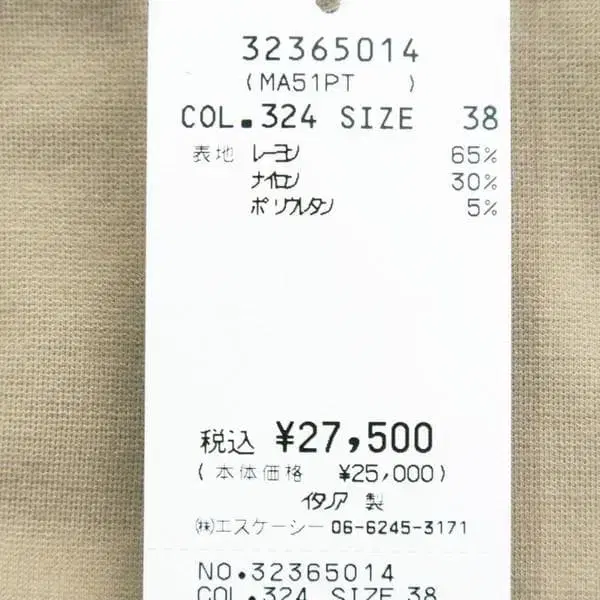 32365014
(MA51PT )
COL.324 SIZE 38
表地 レーヨン 65%
ナイロン 30%
ポリウレタン 5%
税込 ¥27,500
(本体価格 ¥25,000)
イタリア 製
㈱エスケーシー 06-6245-3171
NO.32365014
COL.324 SIZE 38